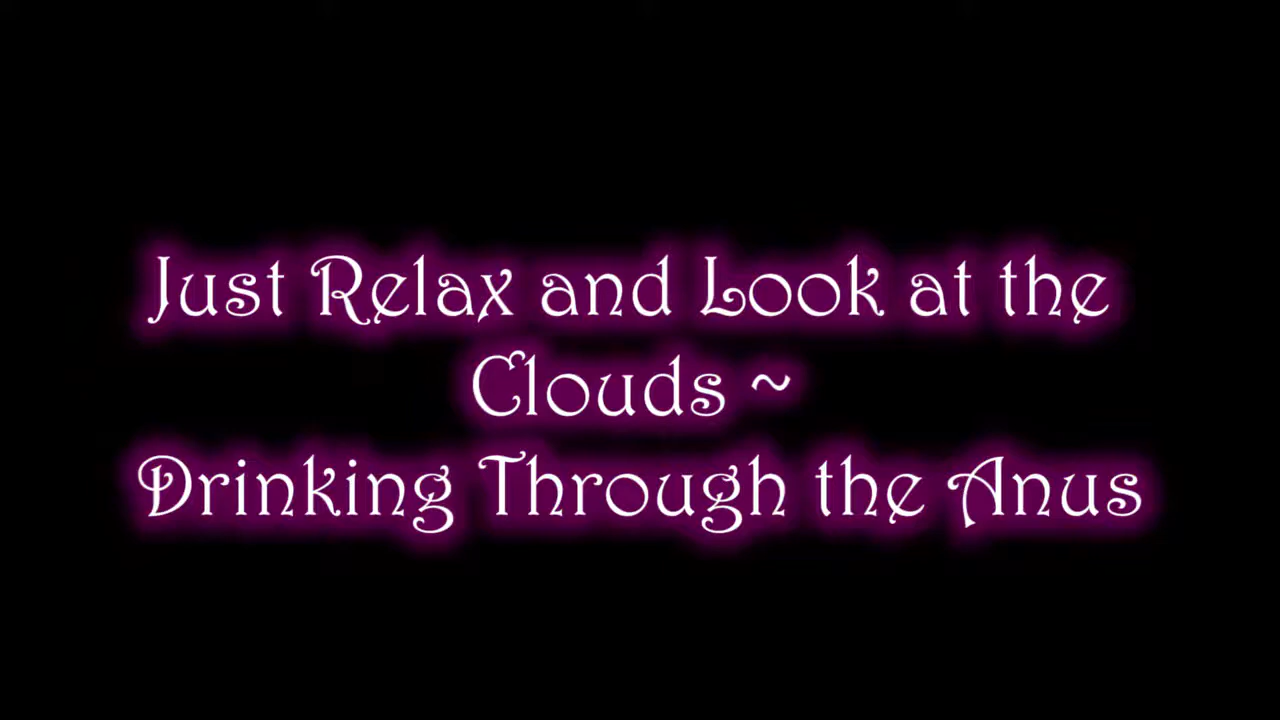 Just Relax and Look at the
Clouds ~
Drinking Through the Anus